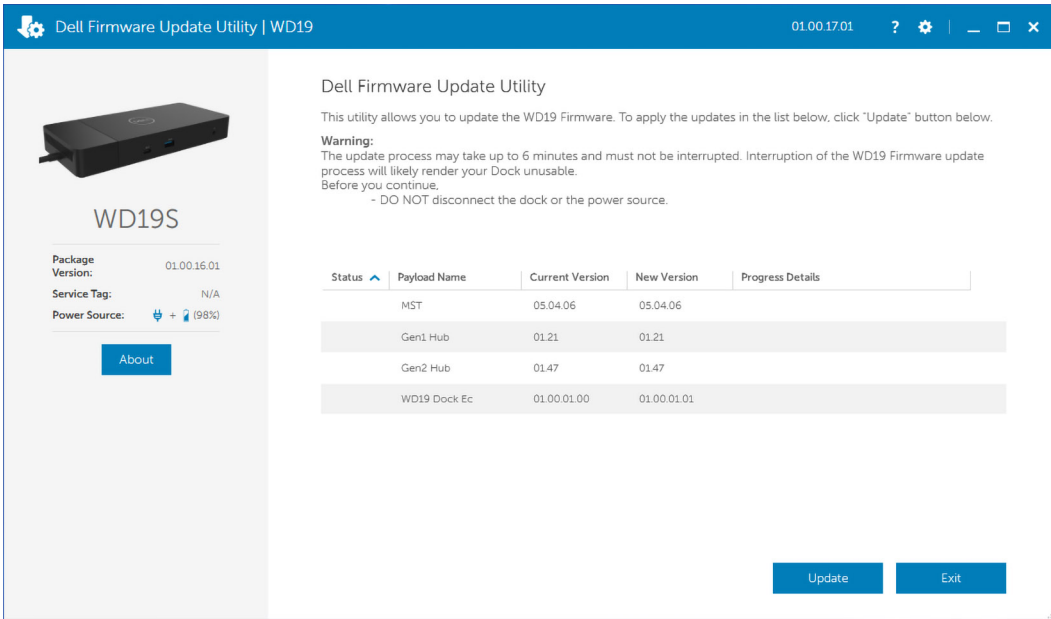 Dell Firmware Update Utility | WD19
01.00.17.01
?
Dell Firmware Update Utility
This utility allows you to update the WD19 Firmware. To apply the updates in the list below, click "Update" button below.
Warning:
The update process may take up to 6 minutes and must not be interrupted. Interruption of the WD19 Firmware update
process will likely render your Dock unusable.
Before you continue,
- DO NOT disconnect the dock or the power source.
DELL
WD19S
Package
Version:
01.00.16.01
Service Tag: N/A
Power Source: + (98%)
About
Status Payload Name Current Version New Version Progress Details
MST 05.04.06 05.04.06
Gen1 Hub 01.21 01.21
Gen2 Hub 01.47 01.47
WD19 Dock Ec 01.00.01.00 01.00.01.01
Update Exit